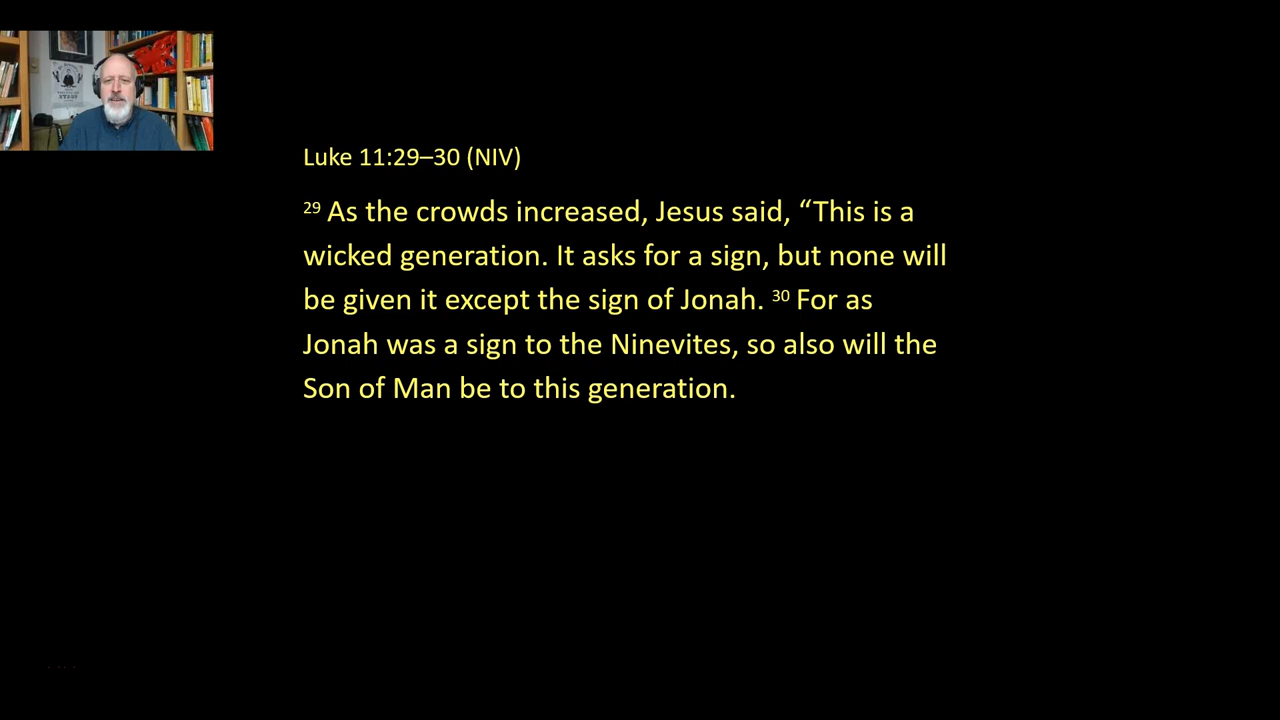 Luke 11:29–30 (NIV)
29 As the crowds increased, Jesus said, “This is a
wicked generation. It asks for a sign, but none will
be given it except the sign of Jonah. 30 For as
Jonah was a sign to the Ninevites, so also will the
Son of Man be to this generation.